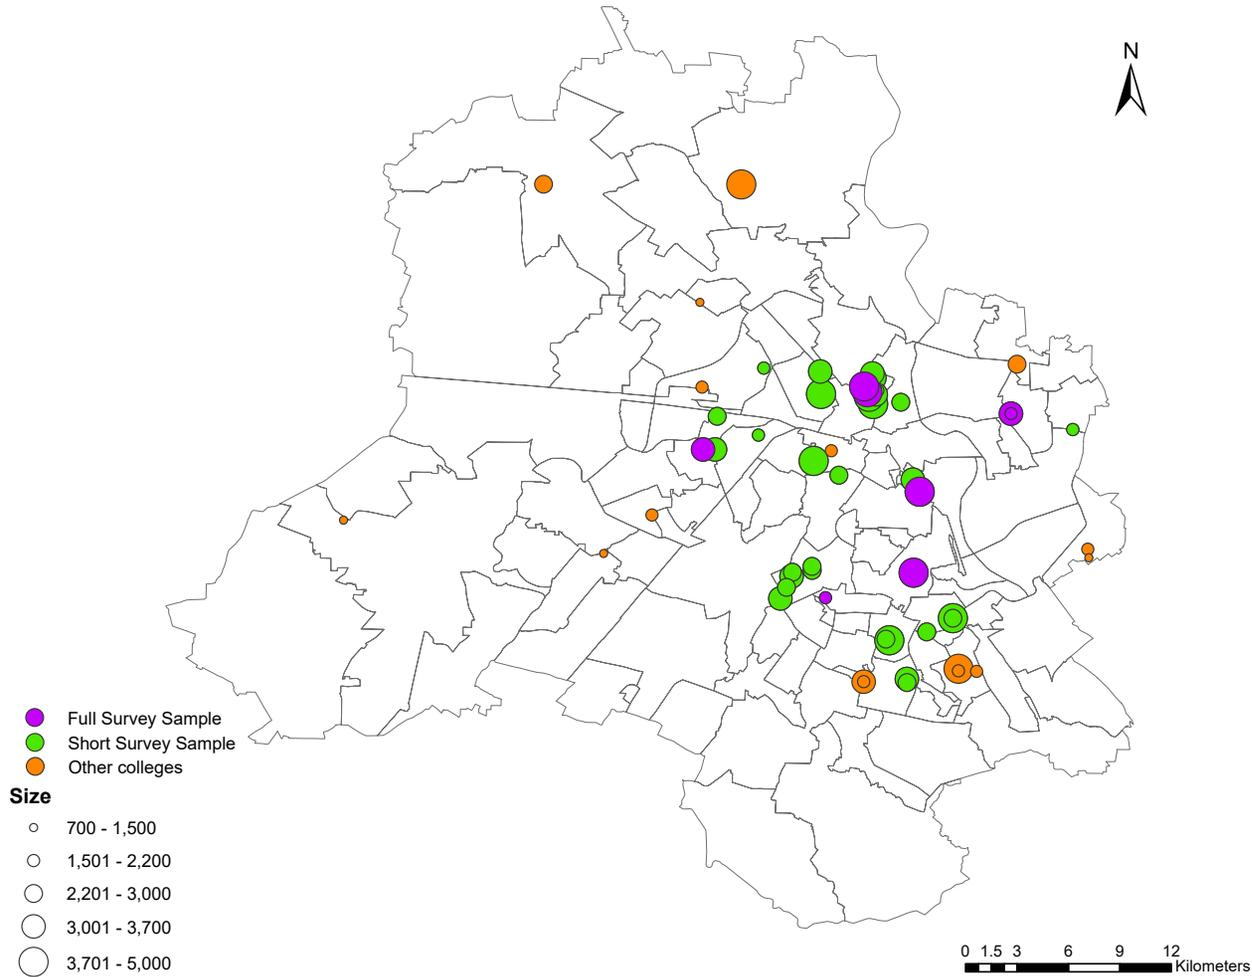 N
Full Survey Sample
Short Survey Sample
Other colleges
Size
700 - 1,500
1,501 - 2,200
2,201 - 3,000
3,001 - 3,700
3,701 - 5,000
0 1.5 3 6 9 12
Kilometers